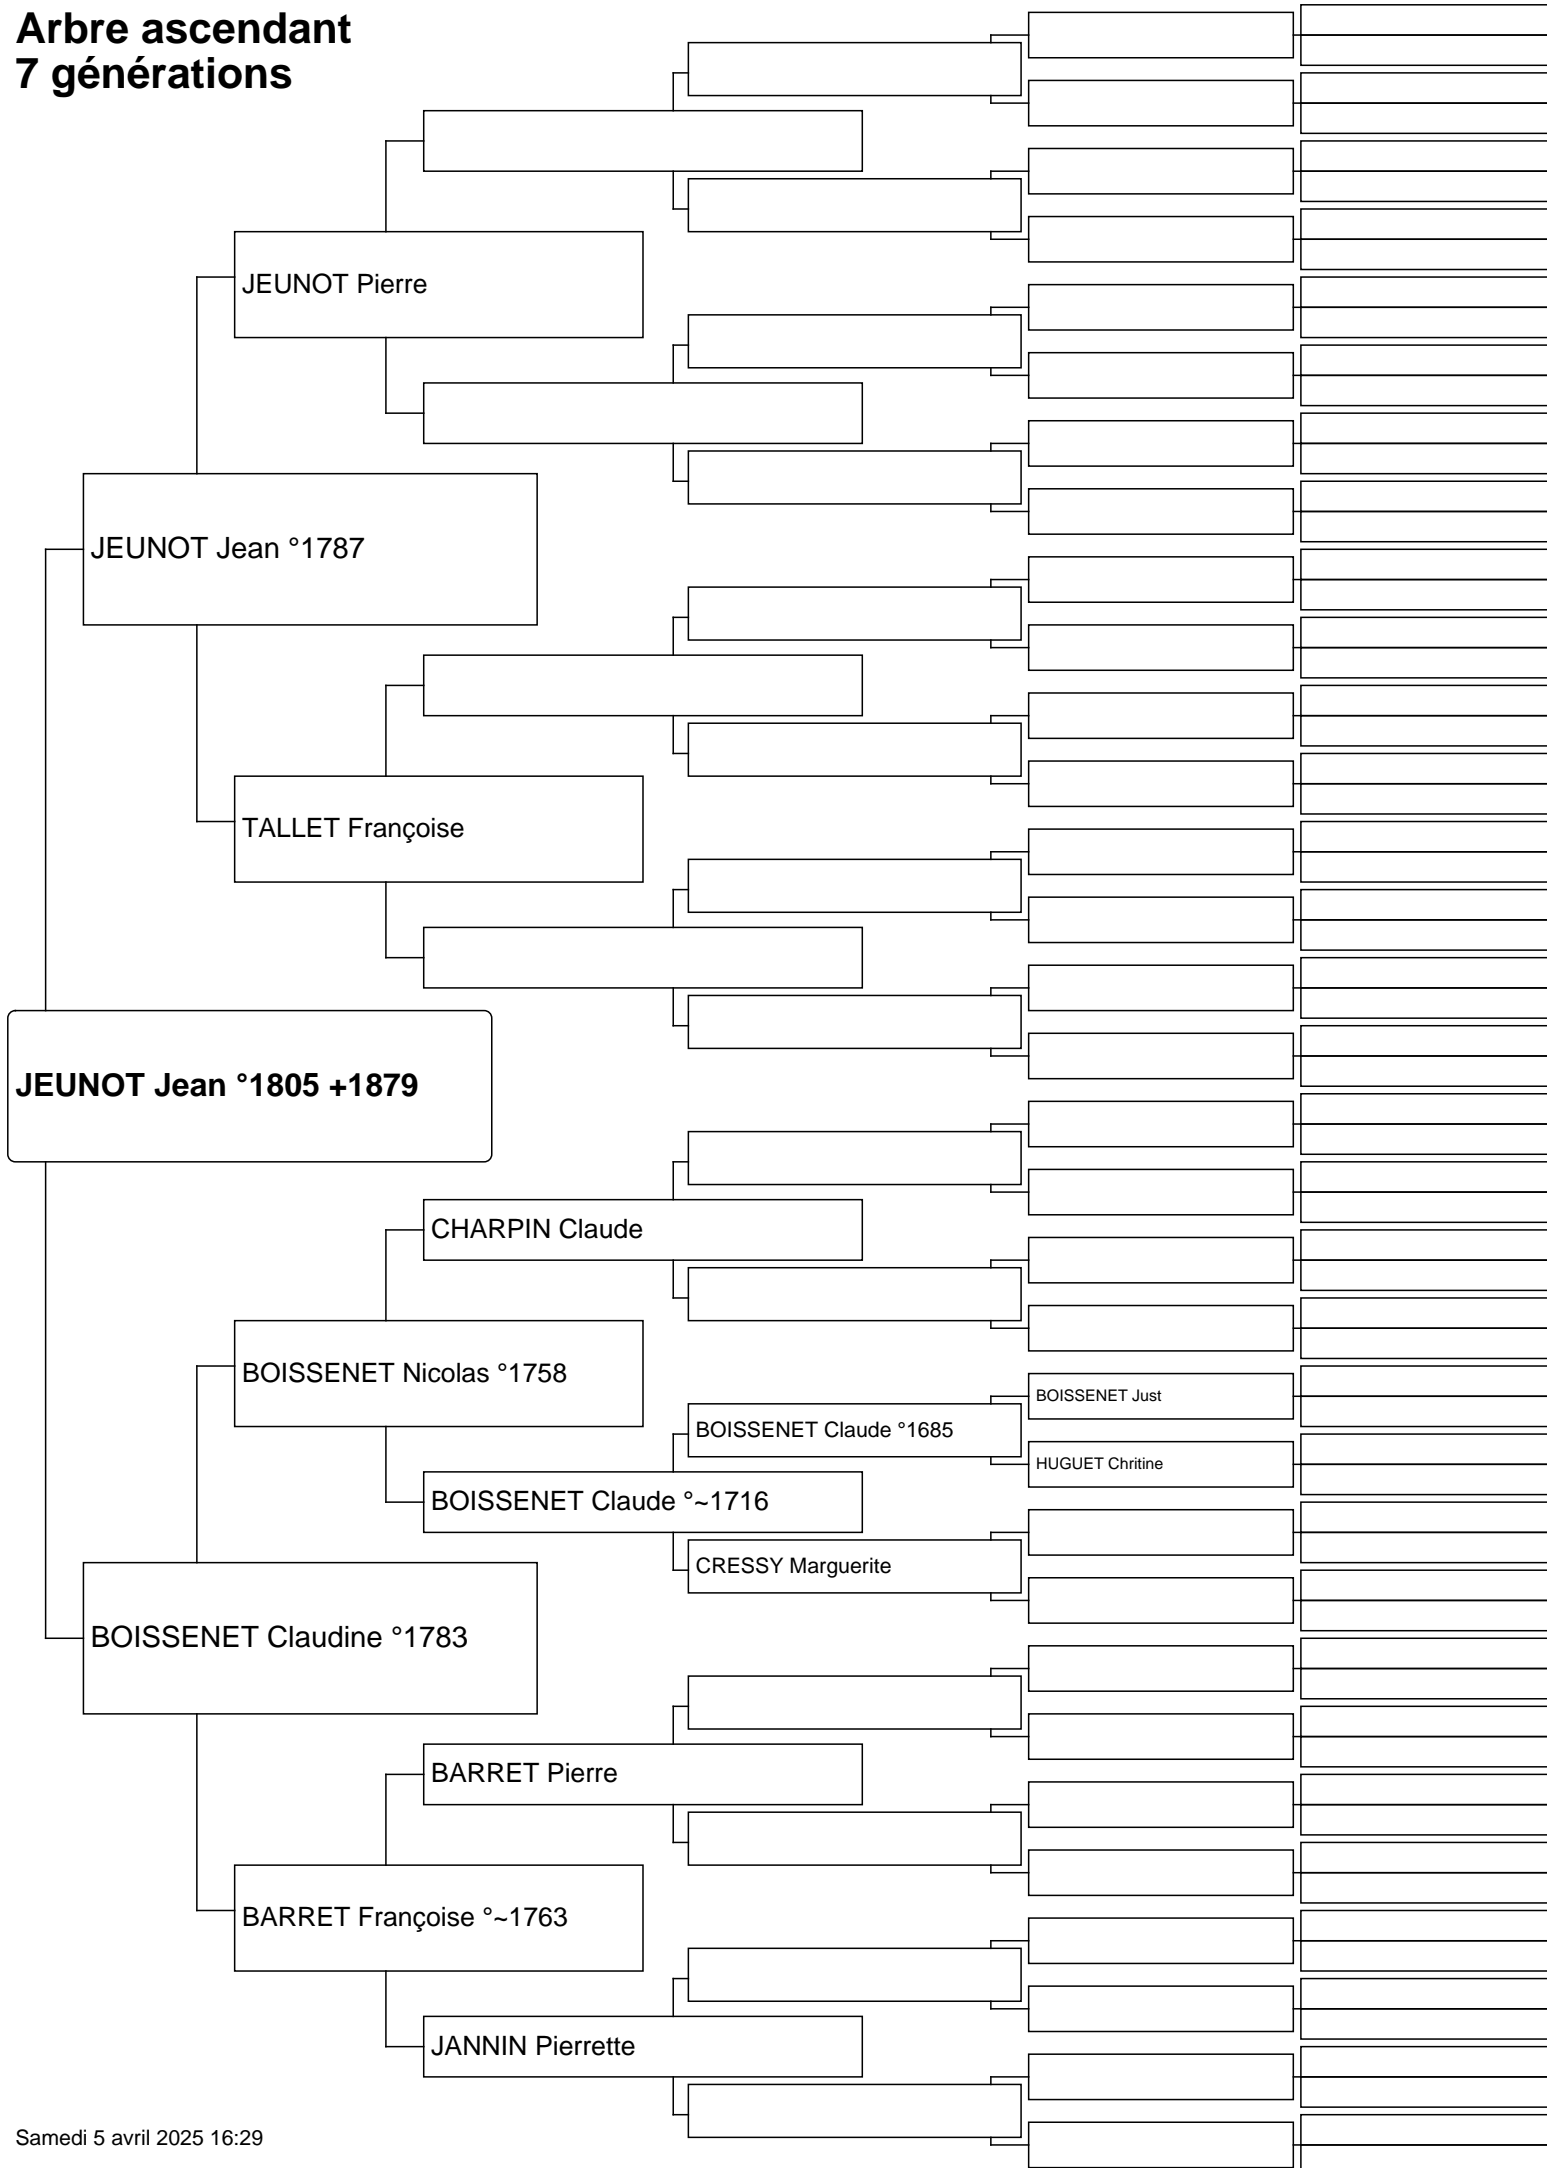 Arbre ascendant
7 générations
JEUNOT Pierre
JEUNOT Jean °1787
TALLET Françoise
JEUNOT Jean °1805 +1879
CHARPIN Claude
BOISSENET Nicolas °1758
BOISSENET Just
BOISSENET Claude °1685
HUGUET Chritine
BOISSENET Claude °~1716
CRESSY Marguerite
BOISSENET Claudine °1783
BARRET Pierre
BARRET Françoise °~1763
JANNIN Pierrette
Samedi 5 avril 2025 16:29